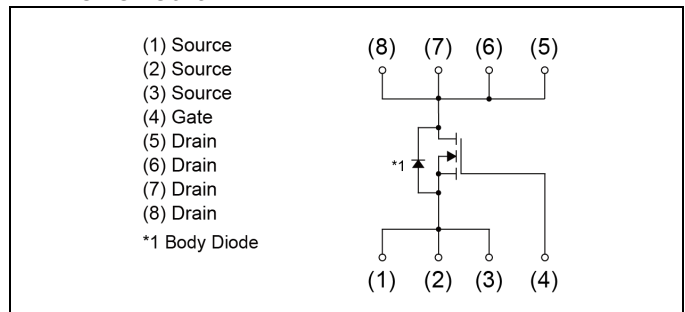 (1) Source
(2) Source
(3) Source
(4) Gate
(5) Drain
(6) Drain
(7) Drain
(8) Drain
*1 Body Diode
(8) (7) (6) (5)
*1
(1) (2) (3) (4)